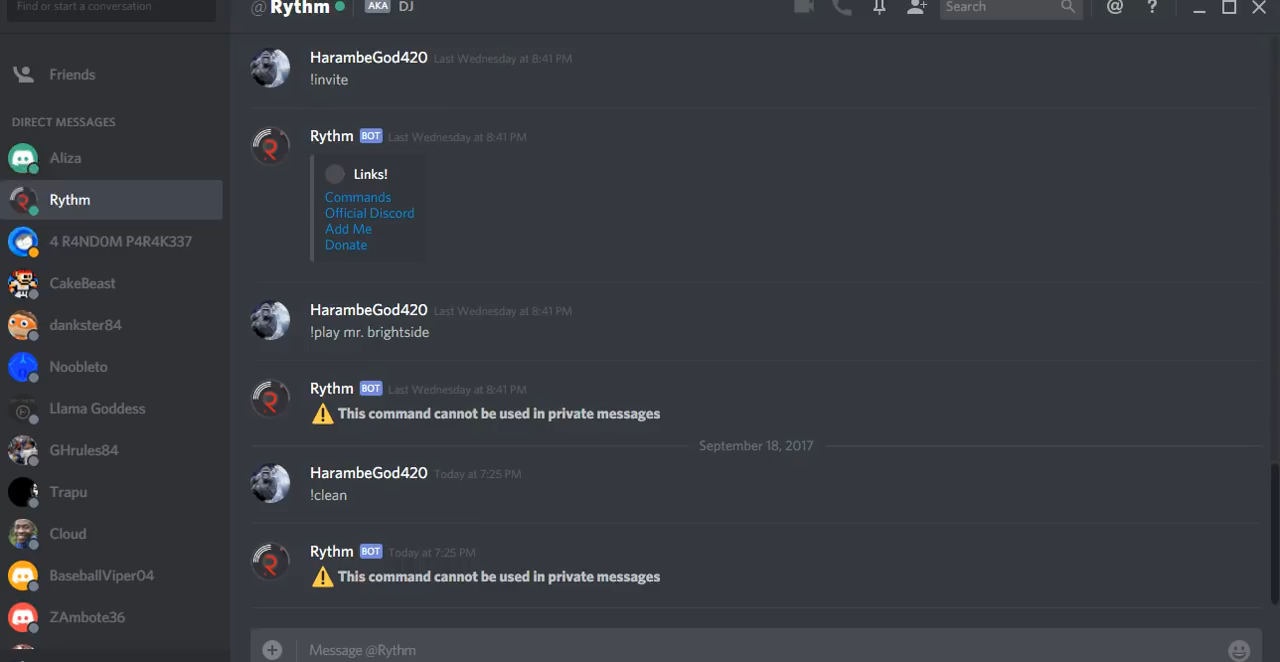 Find or start a conversation
@ Rythm AKA DJ
Search
@ ?
Friends
DIRECT MESSAGES
Aliza
Rythm
4 R4ND0M P4R4K337
CakeBeast
dankster84
Noobleto
Llama Goddess
GHrules84
Trapu
Cloud
BaseballViper04
ZAmbote36
HarambeGod420 Last Wednesday at 8:41 PM
!invite
Rythm BOT Last Wednesday at 8:41 PM
Links!
Commands
Official Discord
Add Me
Donate
HarambeGod420 Last Wednesday at 8:41 PM
!play mr. brightside
Rythm BOT Last Wednesday at 8:41 PM
This command cannot be used in private messages
September 18, 2017
HarambeGod420 Today at 7:25 PM
!clean
Rythm BOT Today at 7:25 PM
This command cannot be used in private messages
Message @Rythm